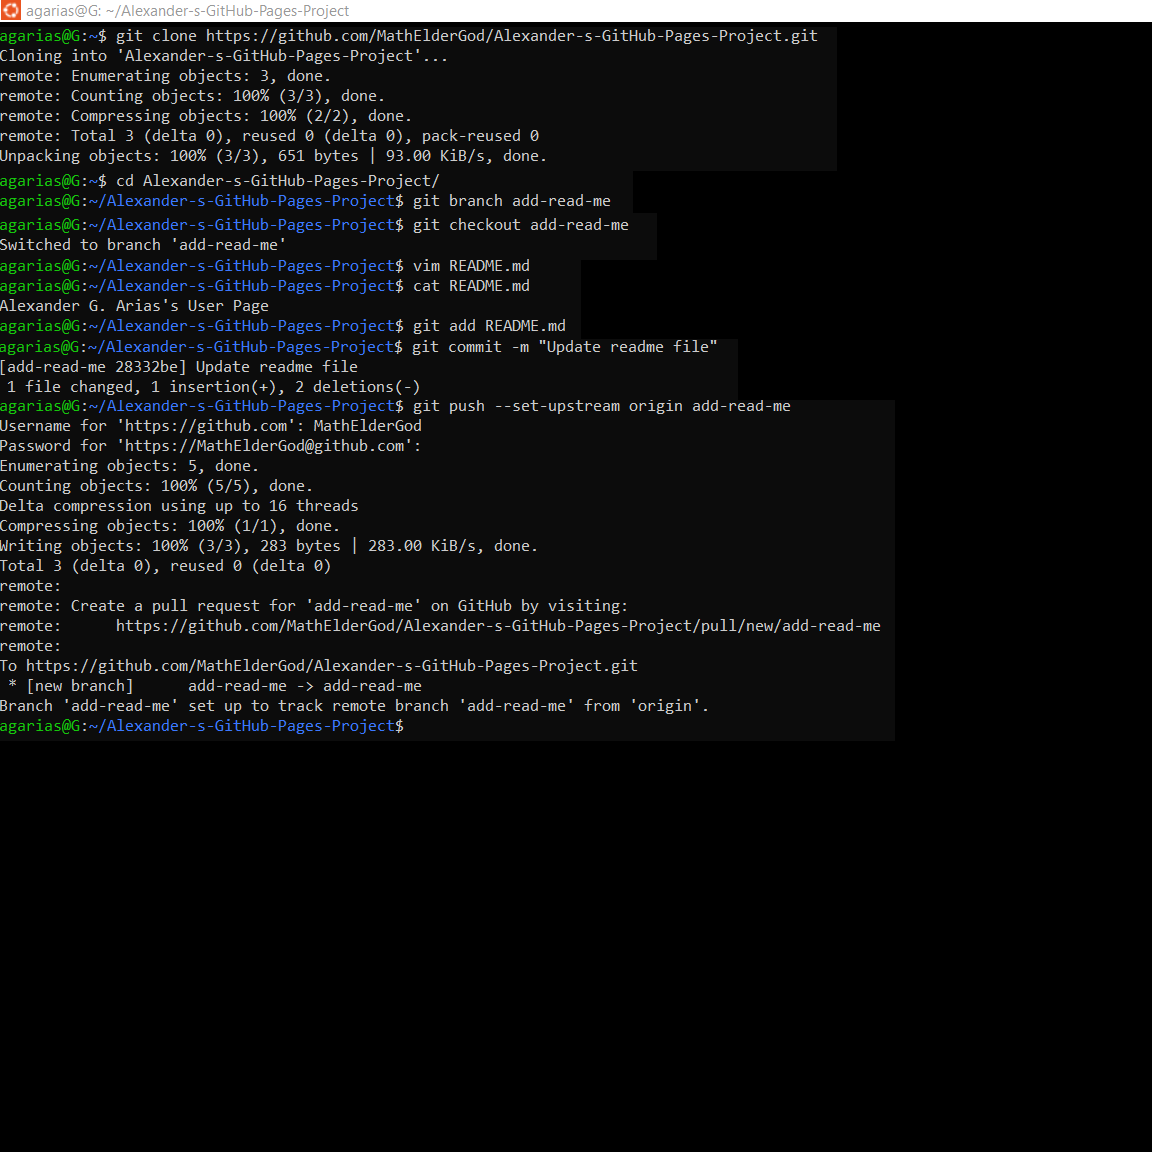 agarias@G: ~/Alexander-s-GitHub-Pages-Project
agarias@G:~$ git clone https://github.com/MathElderGod/Alexander-s-GitHub-Pages-Project.git
Cloning into 'Alexander-s-GitHub-Pages-Project'...
remote: Enumerating objects: 3, done.
remote: Counting objects: 100% (3/3), done.
remote: Compressing objects: 100% (2/2), done.
remote: Total 3 (delta 0), reused 0 (delta 0), pack-reused 0
Unpacking objects: 100% (3/3), 651 bytes | 93.00 KiB/s, done.
agarias@G:~$ cd Alexander-s-GitHub-Pages-Project/
agarias@G:~/Alexander-s-GitHub-Pages-Project$ git branch add-read-me
agarias@G:~/Alexander-s-GitHub-Pages-Project$ git checkout add-read-me
Switched to branch 'add-read-me'
agarias@G:~/Alexander-s-GitHub-Pages-Project$ vim README.md
agarias@G:~/Alexander-s-GitHub-Pages-Project$ cat README.md
Alexander G. Arias's User Page
agarias@G:~/Alexander-s-GitHub-Pages-Project$ git add README.md
agarias@G:~/Alexander-s-GitHub-Pages-Project$ git commit -m "Update readme file"
[add-read-me 28332be] Update readme file
 1 file changed, 1 insertion(+), 2 deletions(-)
agarias@G:~/Alexander-s-GitHub-Pages-Project$ git push --set-upstream origin add-read-me
Username for 'https://github.com': MathElderGod
Password for 'https://MathElderGod@github.com':
Enumerating objects: 5, done.
Counting objects: 100% (5/5), done.
Delta compression using up to 16 threads
Compressing objects: 100% (1/1), done.
Writing objects: 100% (3/3), 283 bytes | 283.00 KiB/s, done.
Total 3 (delta 0), reused 0 (delta 0)
remote:
remote: Create a pull request for 'add-read-me' on GitHub by visiting:
remote:      https://github.com/MathElderGod/Alexander-s-GitHub-Pages-Project/pull/new/add-read-me
remote:
To https://github.com/MathElderGod/Alexander-s-GitHub-Pages-Project.git
 * [new branch]      add-read-me -> add-read-me
Branch 'add-read-me' set up to track remote branch 'add-read-me' from 'origin'.
agarias@G:~/Alexander-s-GitHub-Pages-Project$